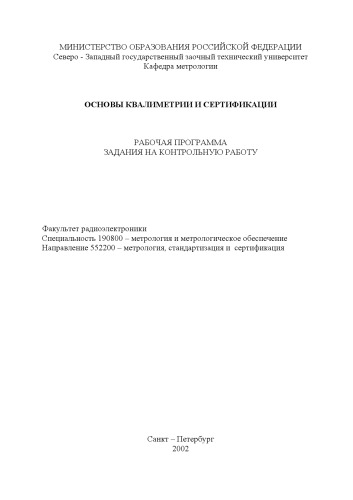 МИНИСТЕРСТВО ОБРАЗОВАНИЯ РОССИЙСКОЙ ФЕДЕРАЦИИ
Северо - Западный государственный заочный технический университет
Кафедра метрологии
ОСНОВЫ КВАЛИМЕТРИИ И СЕРТИФИКАЦИИ
РАБОЧАЯ ПРОГРАММА
ЗАДАНИЯ НА КОНТРОЛЬНУЮ РАБОТУ
Факультет радиоэлектроники
Специальность 190800 – метрология и метрологическое обеспечение
Направление 552200 – метрология, стандартизация и сертификация
Санкт – Петербург
2002